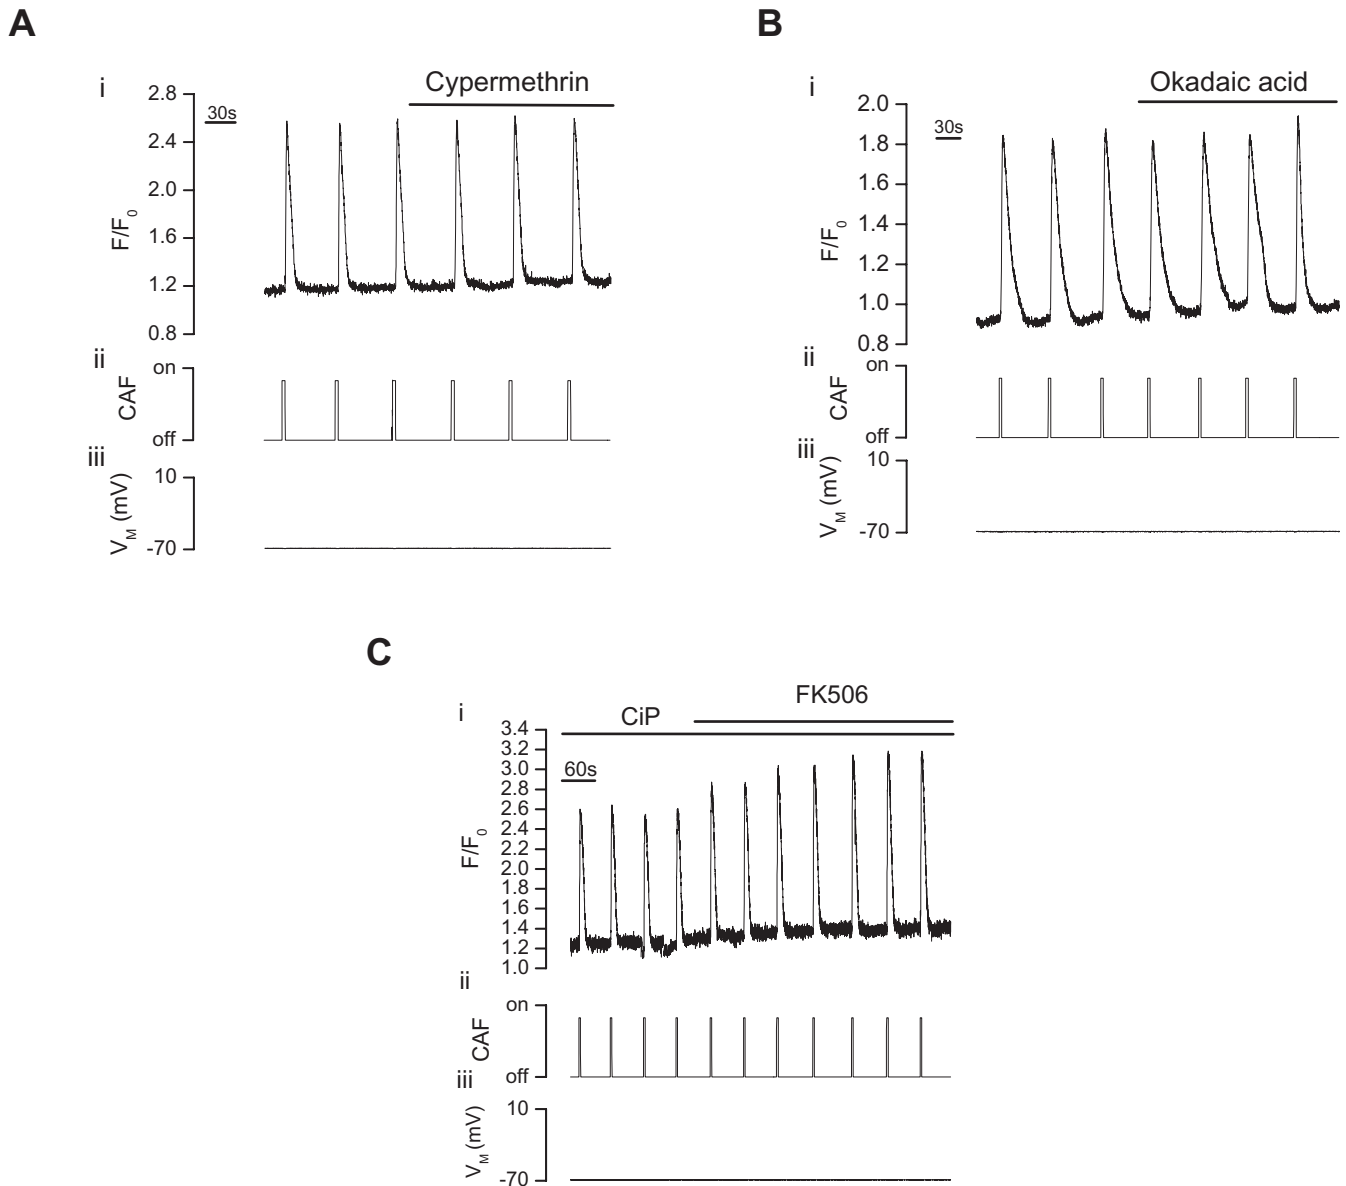 A
i
Cypermethrin
30s
2.8
2.4
2.0
1.6
1.2
0.8
F/F0
ii
on
off
CAF
iii
10
-70
VM (mV)
B
i
Okadaic acid
30s
2.0
1.8
1.6
1.4
1.2
1.0
0.8
F/F0
ii
on
off
CAF
iii
10
-70
VM (mV)
C
i
FK506
CiP
60s
3.4
3.2
3.0
2.8
2.6
2.4
2.2
2.0
1.8
1.6
1.4
1.2
1.0
F/F0
ii
on
off
CAF
iii
10
-70
VM (mV)